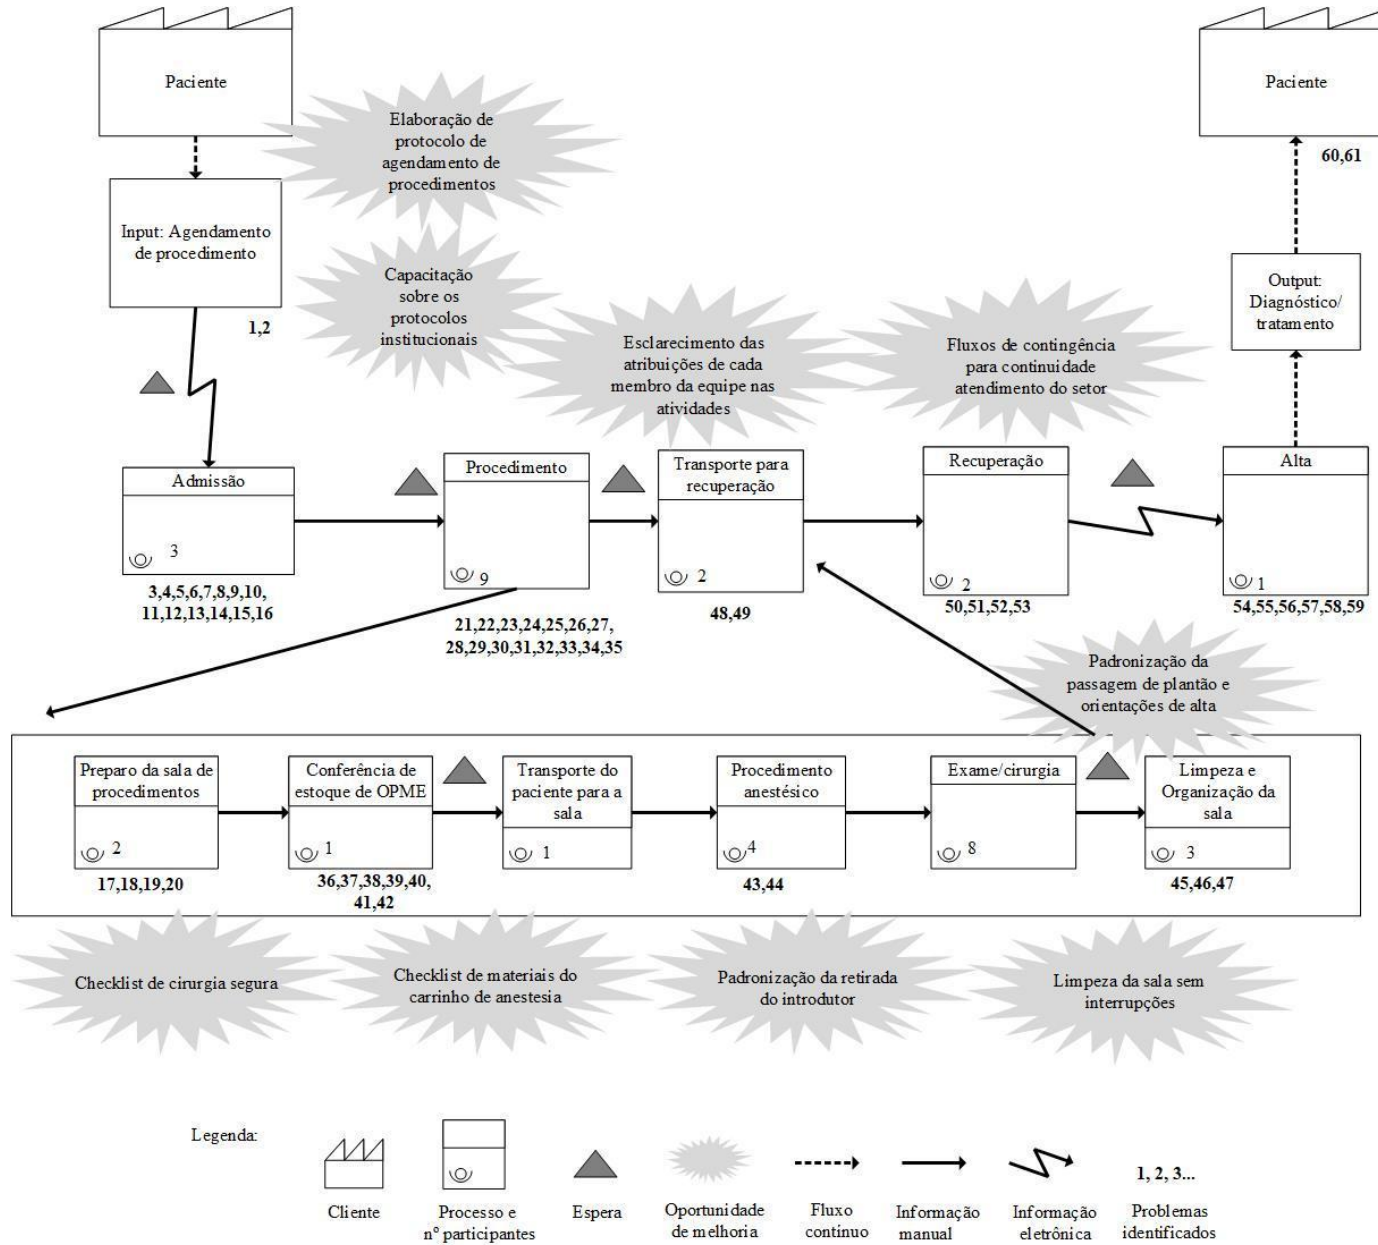 Paciente
Paciente
Elaboração de
protocolo de
agendamento de
procedimentos
60,61
Input: Agendamento
de procedimento
1,2
Capacitação
sobre os
protocolos
institucionais
Output:
Diagnóstico/
tratamento
Esclarecimento das
atribuições de cada
membro da equipe nas
atividades
Fluxos de contingência
para continuidade
atendimento do setor
Admissão
3
3,4,5,6,7,8,9,10,
11,12,13,14,15,16
Procedimento
9
21,22,23,24,25,26,27,
28,29,30,31,32,33,34,35
Transporte para
recuperação
2
48,49
Recuperação
2
50,51,52,53
Alta
1
54,55,56,57,58,59
Padronização da
passagem de plantão e
orientações de alta
Preparo da sala de
procedimentos
2
17,18,19,20
Conferência de
estoque de OPME
1
36,37,38,39,40,
41,42
Transporte do
paciente para a
sala
1
Procedimento
anestésico
4
43,44
Exame/cirurgia
8
Limpeza e
Organização da
sala
3
45,46,47
Checklist de cirurgia segura
Checklist de materiais do
carrinho de anestesia
Padronização da retirada
do introdutor
Limpeza da sala sem
interrupções
Legenda:
Cliente
Processo e
nº participantes
Espera
Oportunidade
de melhoria
Fluxo
contínuo
Informação
manual
Informação
eletrônica
1, 2, 3...
Problemas
identificados